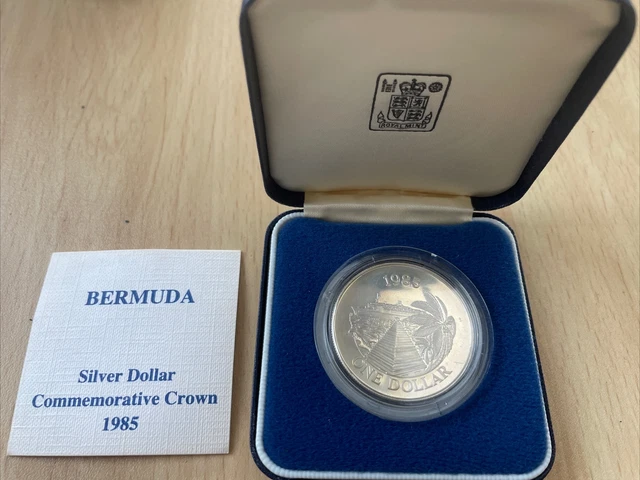 ROYAL MINT
BERMUDA
Silver Dollar
Commemorative Crown
1985
1985
ONE DOLLAR